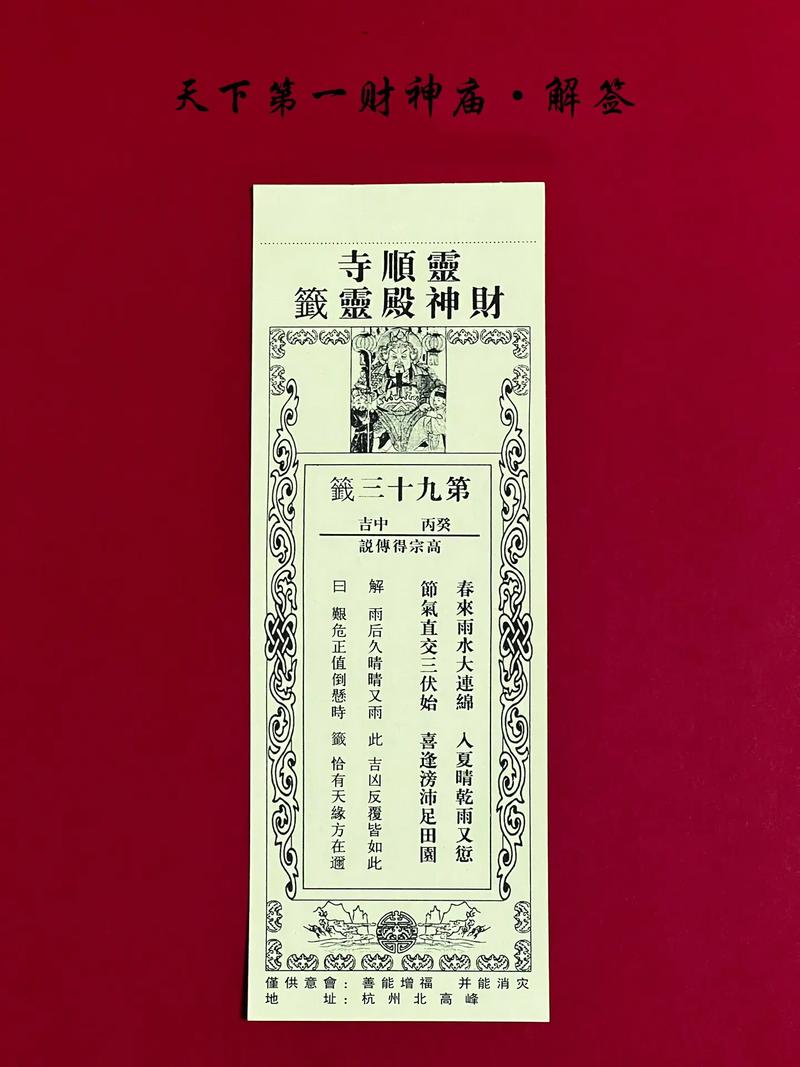 天下第一财神庙·解签
靈順寺
財神殿靈籤
第九十三籤
癸丙 中吉
高宗得傳説
春來雨水大連綿 入夏晴乾雨又愆
節氣直交三伏始 喜逢滂沛足田園
解 雨后久晴晴又雨 此 吉凶反覆皆如此
曰 艱危正值倒懸時 籤 恰有天緣方在邇
僅供意會：善能增福 并能消灾
地址：杭州北高峰